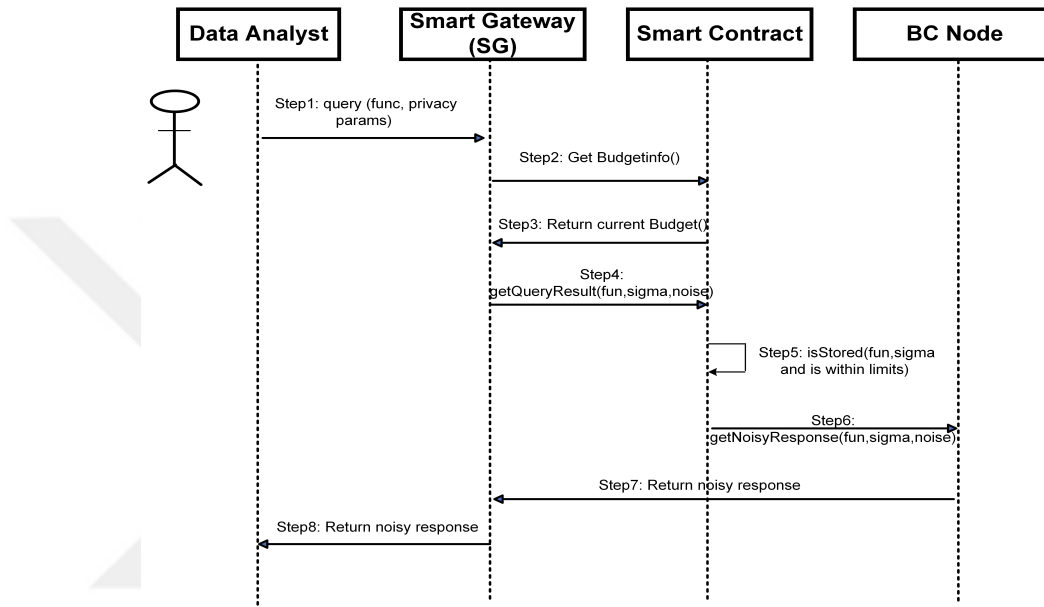 Data Analyst
Smart Gateway
(SG)
Smart Contract
BC Node
Step1: query (func, privacy
params)
Step2: Get Budgetinfo()
Step3: Return current Budget()
Step4:
getQueryResult(fun,sigma,noise)
Step5: isStored(fun,sigma
and is within limits)
Step6:
getNoisyResponse(fun,sigma,noise)
Step7: Return noisy response
Step8: Return noisy response